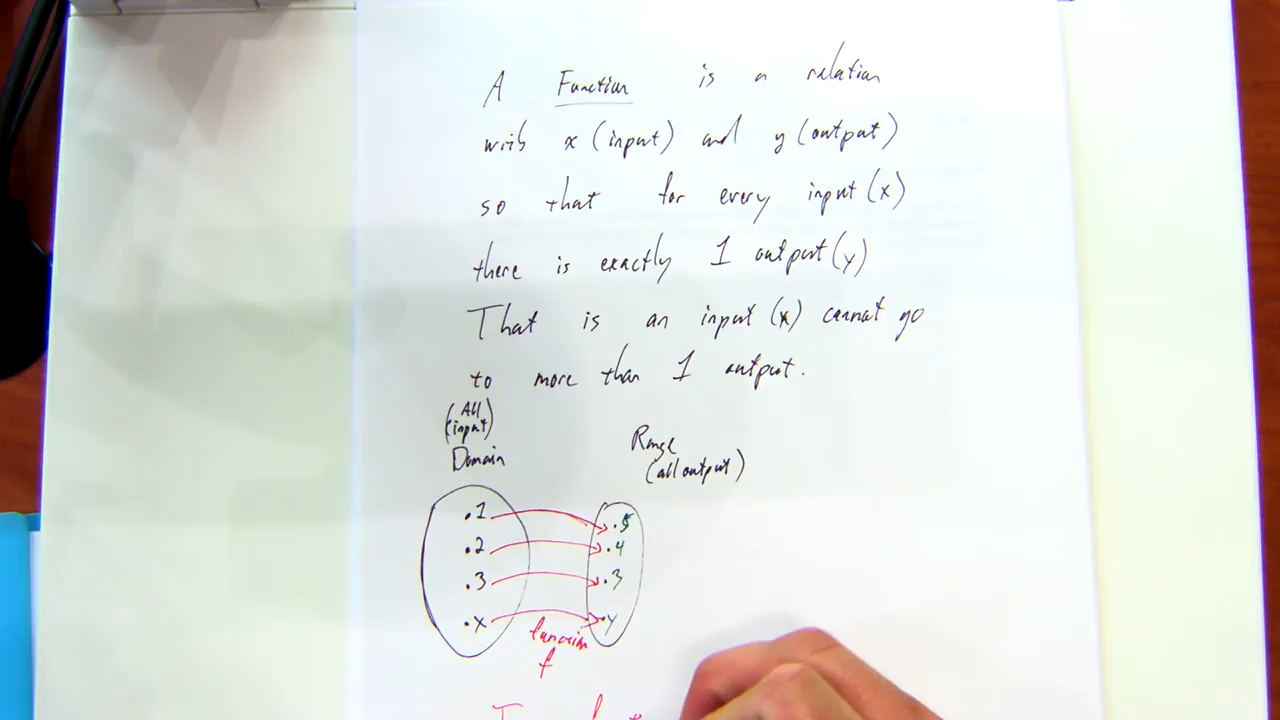 A Function is a relation
with x (input) and y (output)
so that for every input (x)
there is exactly 1 output (y)
That is an input (x) cannot go
to more than 1 output.
(All input)
Domain
Range
(all output)
.1 .5
.2 .4
.3 .3
.x .y
function
f